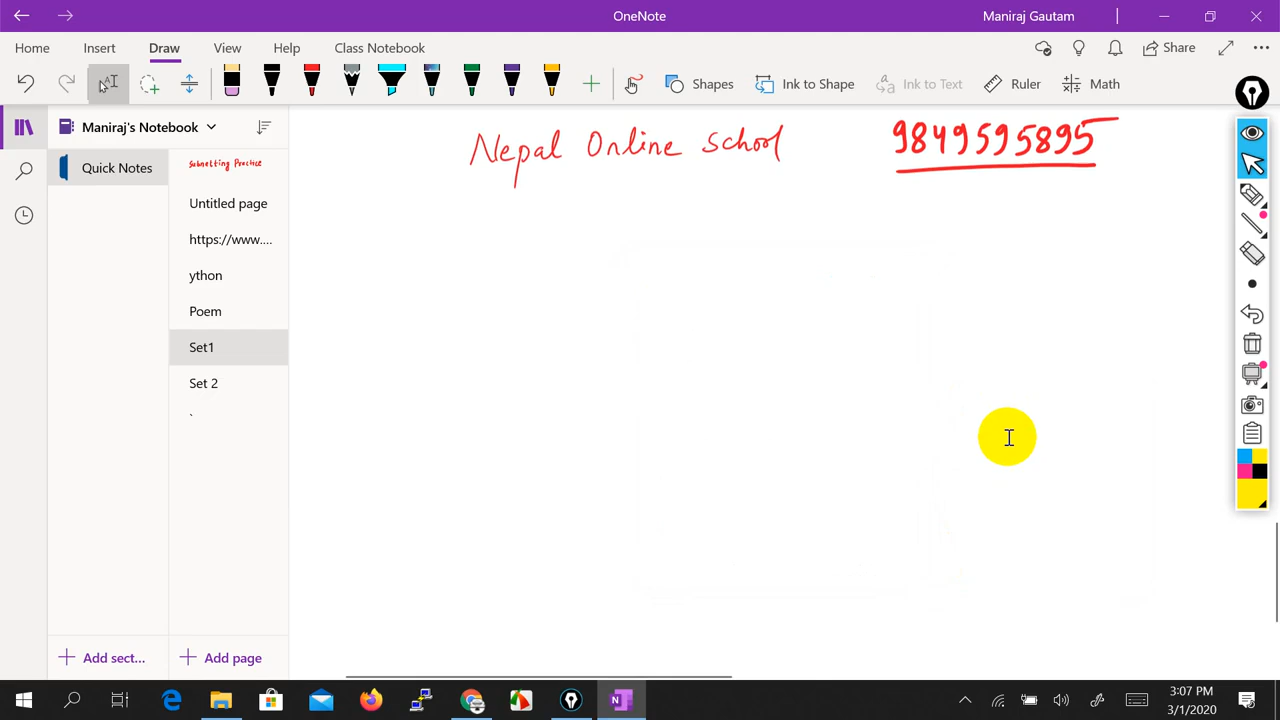 OneNote
Maniraj Gautam
Home Insert Draw View Help Class Notebook Share
Shapes Ink to Shape Ink to Text Ruler Math
Maniraj's Notebook
Quick Notes
Subnetting Practice
Untitled page
https://www....
ython
Poem
Set1
Set 2
`
Nepal Online School 9849595895
Add sect... Add page
3:07 PM
3/1/2020